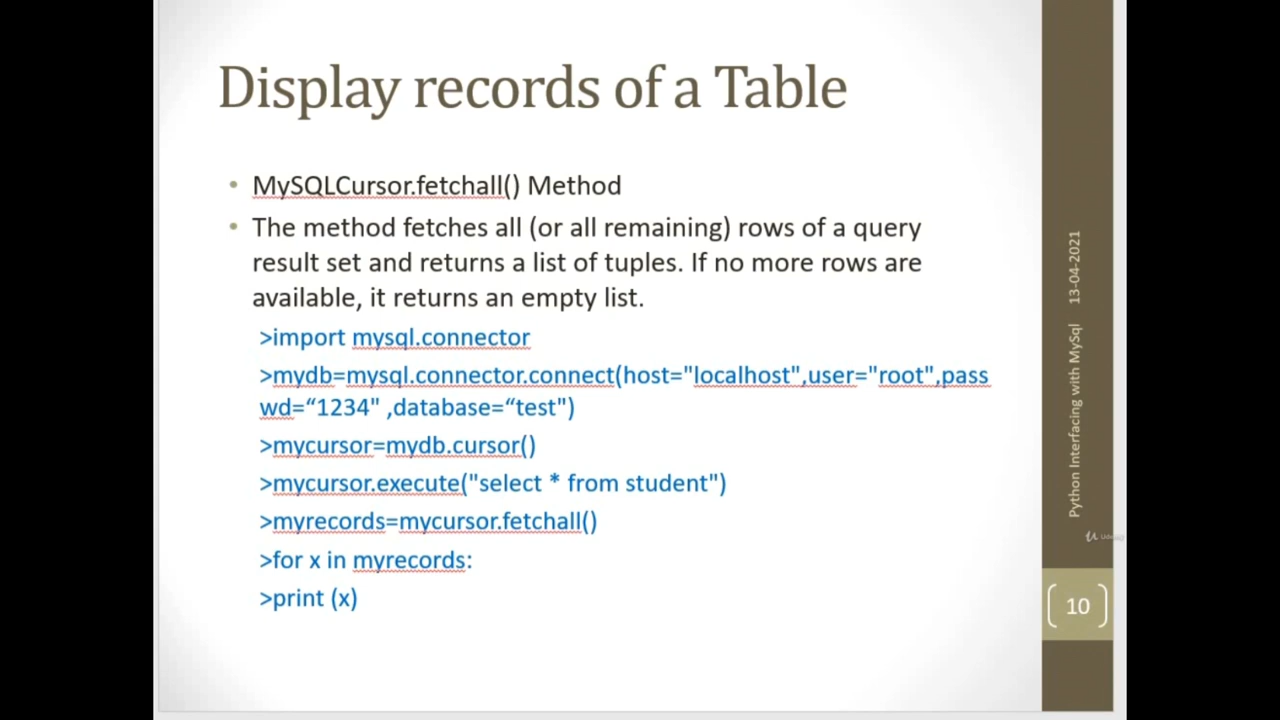 Display records of a Table
• MySQLCursor.fetchall() Method
• The method fetches all (or all remaining) rows of a query
result set and returns a list of tuples. If no more rows are
available, it returns an empty list.
>import mysql.connector
>mydb=mysql.connector.connect(host="localhost",user="root",pass
wd=“1234" ,database=“test")
>mycursor=mydb.cursor()
>mycursor.execute("select * from student")
>myrecords=mycursor.fetchall()
>for x in myrecords:
>print (x)
Python Interfacing with MySql 13-04-2021
10